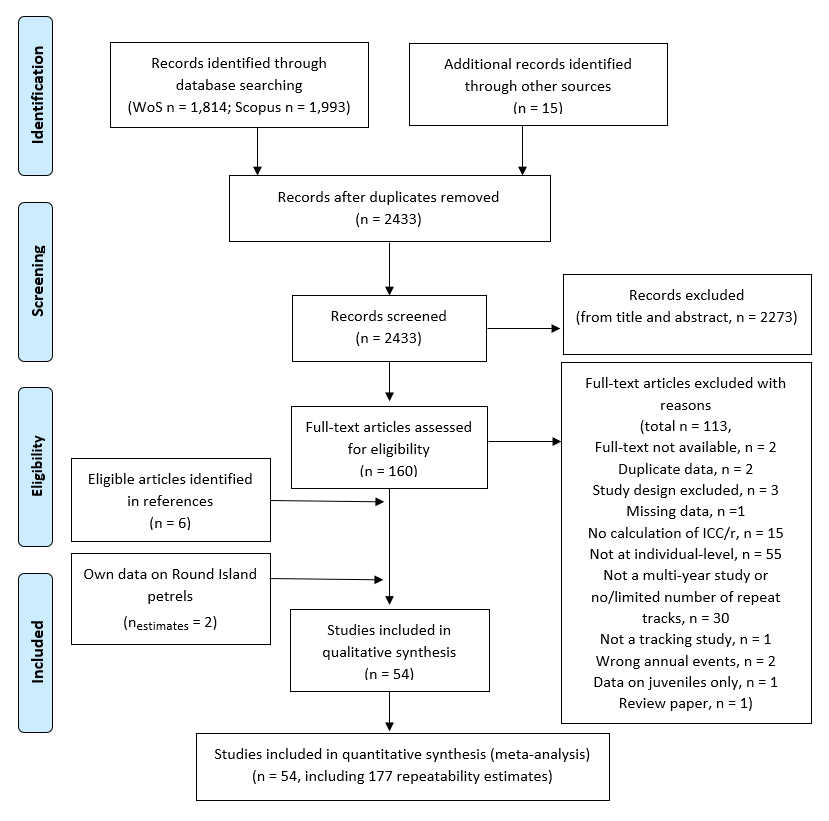 Identification
Records identified through
database searching
(WoS n = 1,814; Scopus n = 1,993)
Additional records identified
through other sources
(n = 15)
Records after duplicates removed
(n = 2433)
Screening
Records screened
(n = 2433)
Records excluded
(from title and abstract, n = 2273)
Eligibility
Full-text articles assessed
for eligibility
(n = 160)
Full-text articles excluded with
reasons
(total n = 113,
Full-text not available, n = 2
Duplicate data, n = 2
Study design excluded, n = 3
Missing data, n =1
No calculation of ICC/r, n = 15
Not at individual-level, n = 55
Not a multi-year study or
no/limited number of repeat
tracks, n = 30
Not a tracking study, n = 1
Wrong annual events, n = 2
Data on juveniles only, n = 1
Review paper, n = 1)
Eligible articles identified
in references
(n = 6)
Own data on Round Island
petrels
(nestimates = 2)
Included
Studies included in
qualitative synthesis
(n = 54)
Studies included in quantitative synthesis (meta-analysis)
(n = 54, including 177 repeatability estimates)